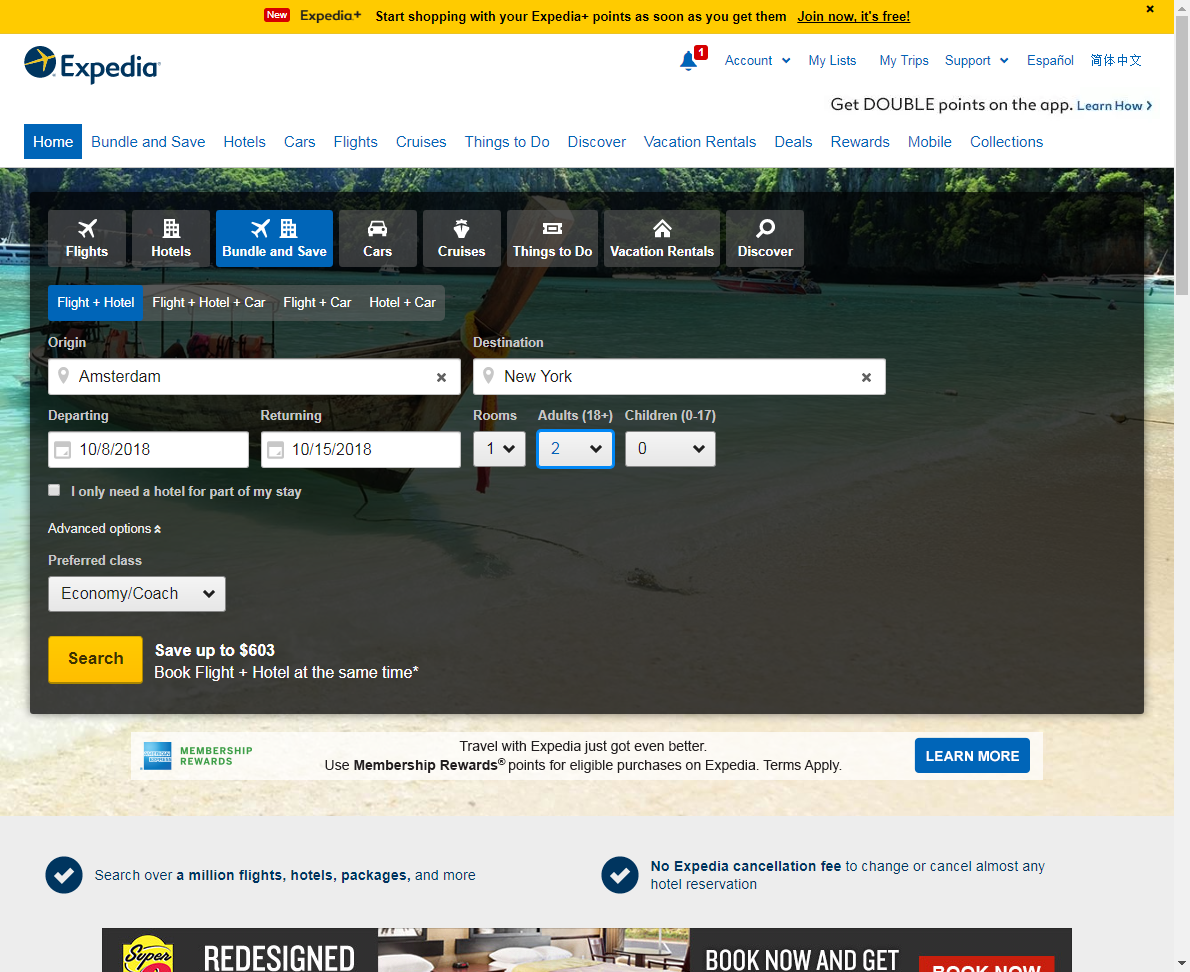 New Expedia+ Start shopping with your Expedia+ points as soon as you get them Join now, it's free!
Expedia
1 Account My Lists My Trips Support Español 简体中文
Get DOUBLE points on the app. Learn How
Home Bundle and Save Hotels Cars Flights Cruises Things to Do Discover Vacation Rentals Deals Rewards Mobile Collections
Flights Hotels Bundle and Save Cars Cruises Things to Do Vacation Rentals Discover
Flight + Hotel Flight + Hotel + Car Flight + Car Hotel + Car
Origin Destination
Amsterdam New York
Departing Returning Rooms Adults (18+) Children (0-17)
10/8/2018 10/15/2018 1 2 0
I only need a hotel for part of my stay
Advanced options
Preferred class
Economy/Coach
Search
Save up to $603
Book Flight + Hotel at the same time*
AMERICAN EXPRESS
MEMBERSHIP
REWARDS
Travel with Expedia just got even better.
Use Membership Rewards® points for eligible purchases on Expedia. Terms Apply.
LEARN MORE
Search over a million flights, hotels, packages, and more
No Expedia cancellation fee to change or cancel almost any
hotel reservation
Super
REDESIGNED
BOOK NOW AND GET
BOOK NOW